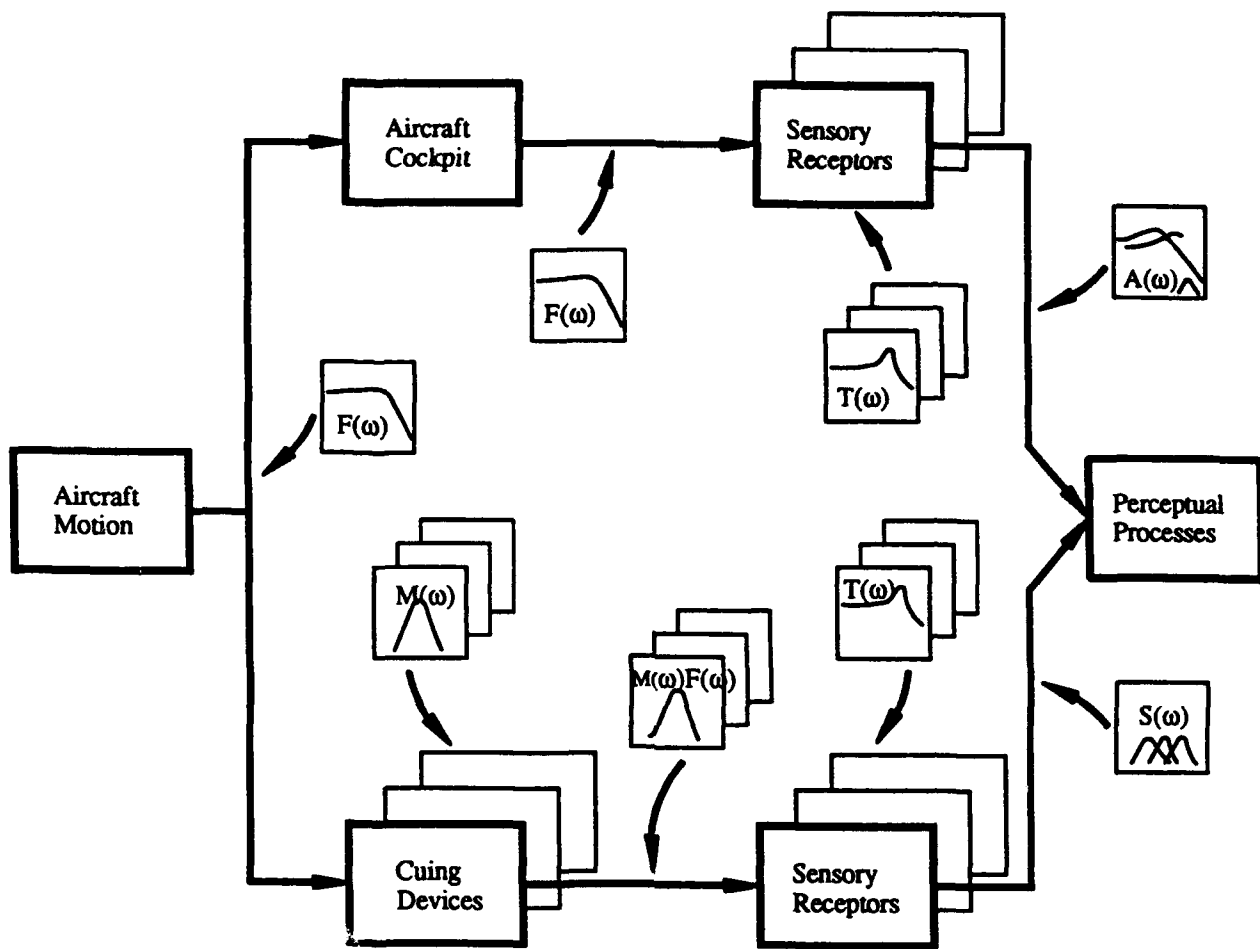 Aircraft
Cockpit
Sensory
Receptors
F(ω)
A(ω)
T(ω)
F(ω)
Aircraft
Motion
Perceptual
Processes
M(ω)
T(ω)
M(ω)F(ω)
S(ω)
Cuing
Devices
Sensory
Receptors